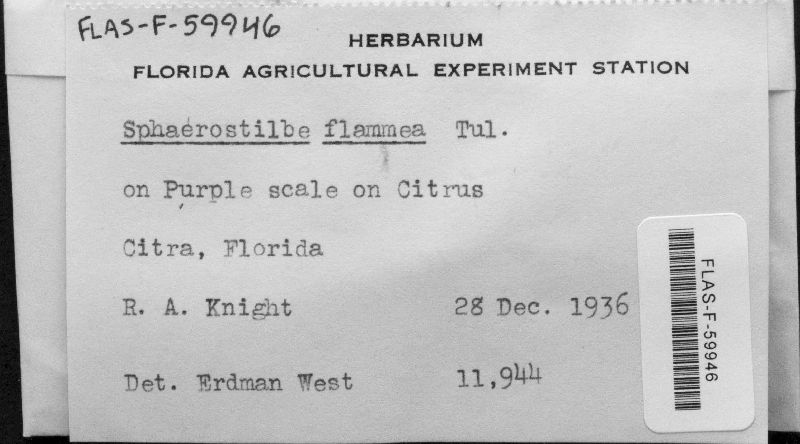 FLAS-F-59946
HERBARIUM
FLORIDA AGRICULTURAL EXPERIMENT STATION
Sphaerostilbe flammea Tul.
on Purple scale on Citrus
Citra, Florida
R. A. Knight 28 Dec. 1936
Det. Erdman West 11,944
FLAS-F-59946